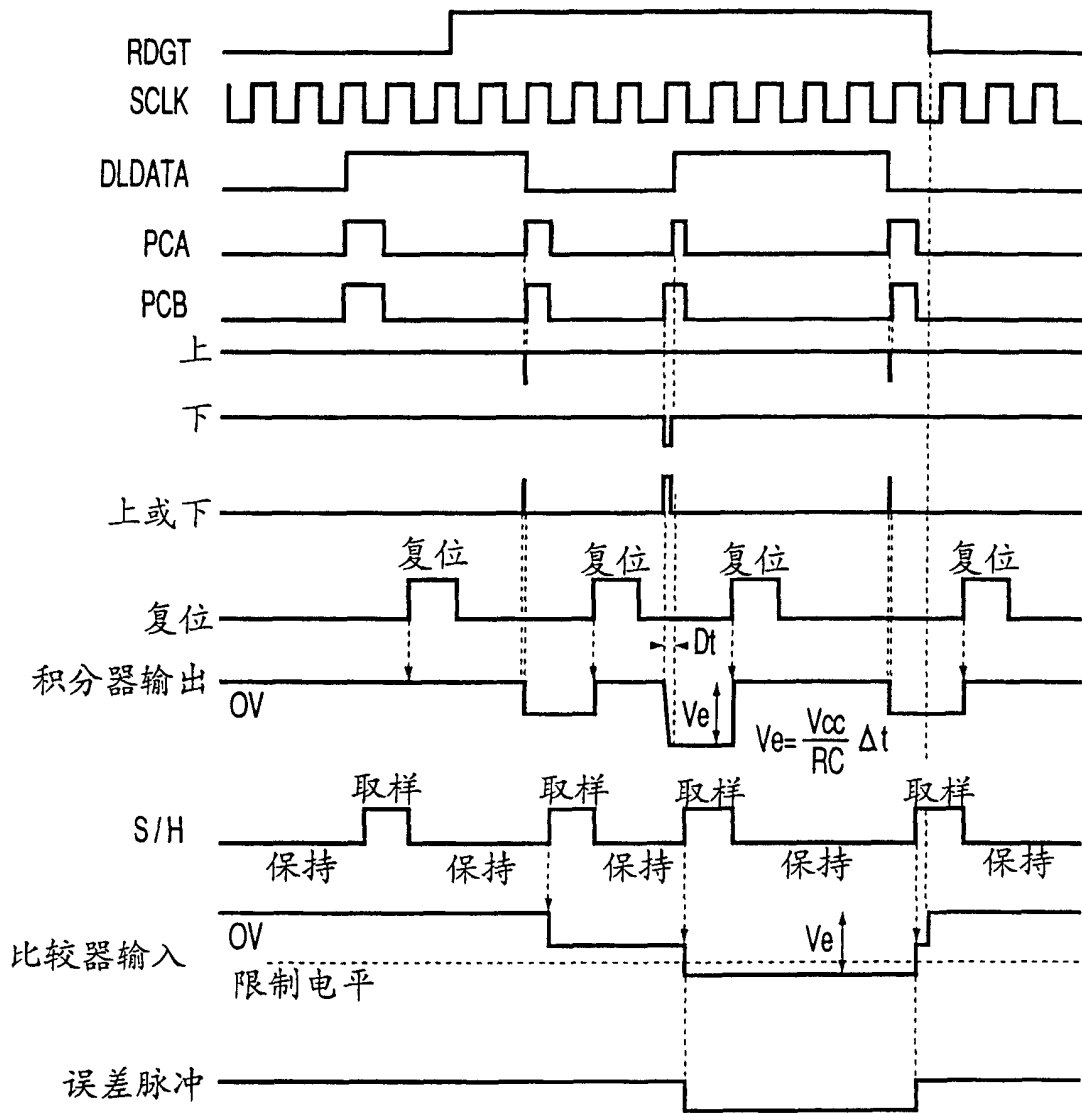 RDGT
SCLK
DLDATA
PCA
PCB
上
下
上或下
复位 复位 复位 复位
复位
Dt
积分器输出
OV
Ve
Ve= Vcc/RC Δt
取样 取样 取样 取样
S/H
保持 保持 保持 保持 保持
OV
Ve
比较器输入
限制电平
误差脉冲